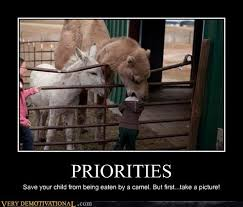 PRIORITIES
Save your child from being eaten by a camel. But first...take a picture!
VERY DEMOTIVATIONAL .com